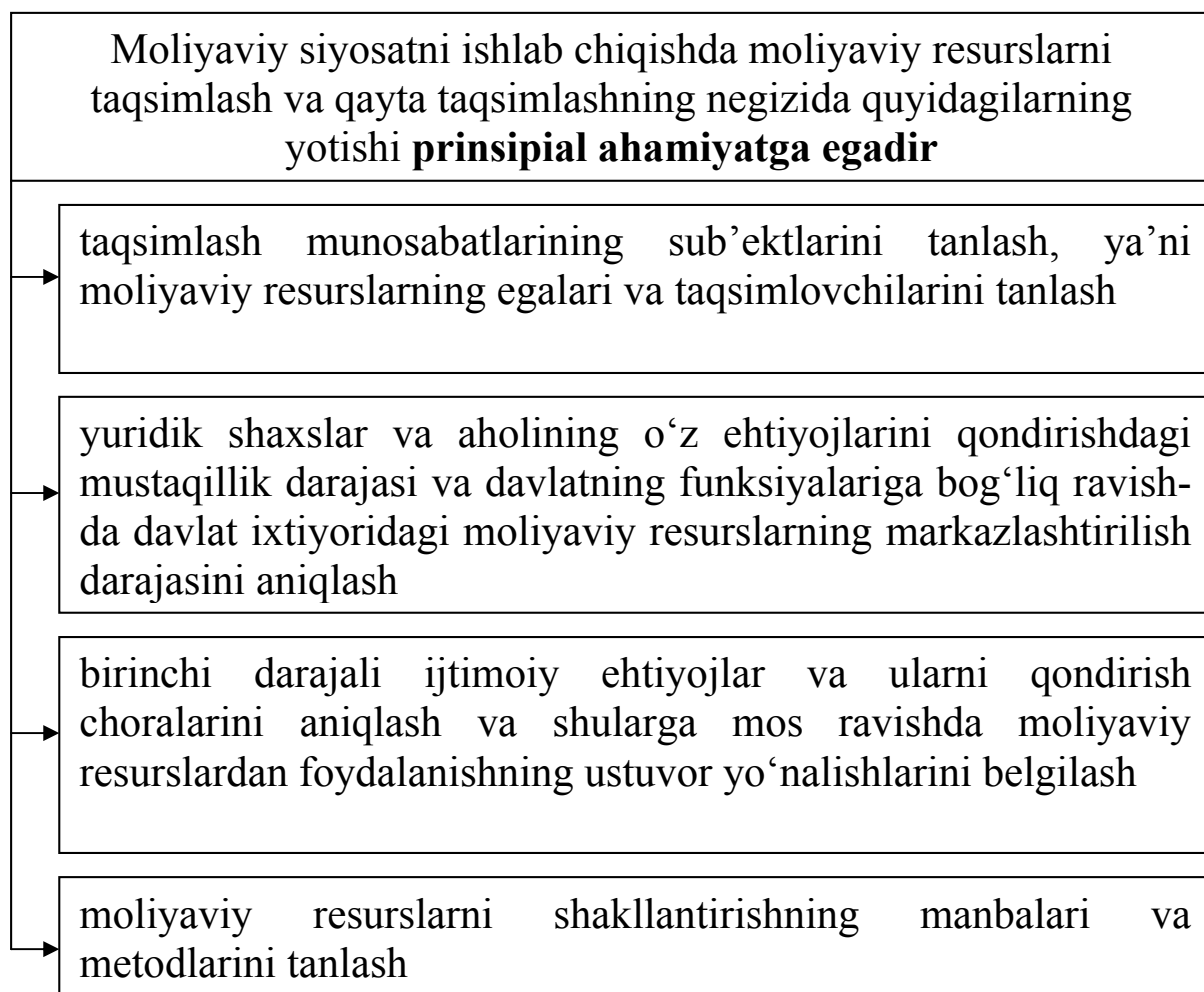 Moliyaviy siyosatni ishlab chiqishda moliyaviy resurslarni
taqsimlash va qayta taqsimlashning negizida quyidagilarning
yotishi prinsipial ahamiyatga egadir
taqsimlash munosabatlarining sub’ektlarini tanlash, ya’ni
moliyaviy resurslarning egalari va taqsimlovchilarini tanlash
yuridik shaxslar va aholining o‘z ehtiyojlarini qondirishdagi
mustaqillik darajasi va davlatning funksiyalariga bog‘liq ravish-
da davlat ixtiyoridagi moliyaviy resurslarning markazlashtirilish
darajasini aniqlash
birinchi darajali ijtimoiy ehtiyojlar va ularni qondirish
choralarini aniqlash va shularga mos ravishda moliyaviy
resurslardan foydalanishning ustuvor yo‘nalishlarini belgilash
moliyaviy resurslarni shakllantirishning manbalari va
metodlarini tanlash